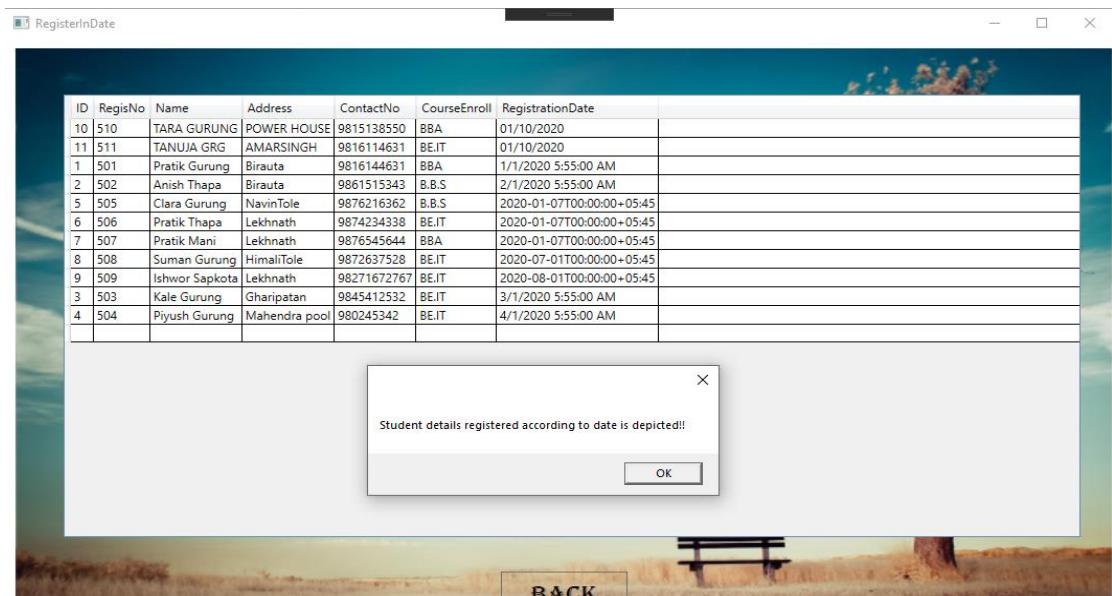 RegisterInDate
ID RegisNo Name Address ContactNo CourseEnroll RegistrationDate
10 510 TARA GURUNG POWER HOUSE 9815138550 BBA 01/10/2020
11 511 TANUJA GRG AMARSINGH 9816114631 BE.IT 01/10/2020
1 501 Pratik Gurung Birauta 9816144631 BBA 1/1/2020 5:55:00 AM
2 502 Anish Thapa Birauta 9861515343 B.B.S 2/1/2020 5:55:00 AM
5 505 Clara Gurung NavinTole 9876216362 B.B.S 2020-01-07T00:00:00+05:45
6 506 Pratik Thapa Lekhnath 9874234338 BE.IT 2020-01-07T00:00:00+05:45
7 507 Pratik Mani Lekhnath 9876545644 BBA 2020-01-07T00:00:00+05:45
8 508 Suman Gurung HimaliTole 9872637528 BE.IT 2020-07-01T00:00:00+05:45
9 509 Ishwor Sapkota Lekhnath 98271672767 BE.IT 2020-08-01T00:00:00+05:45
3 503 Kale Gurung Gharipatan 9845412532 BE.IT 3/1/2020 5:55:00 AM
4 504 Piyush Gurung Mahendra pool 980245342 BE.IT 4/1/2020 5:55:00 AM
Student details registered according to date is depicted!!
OK
BACK